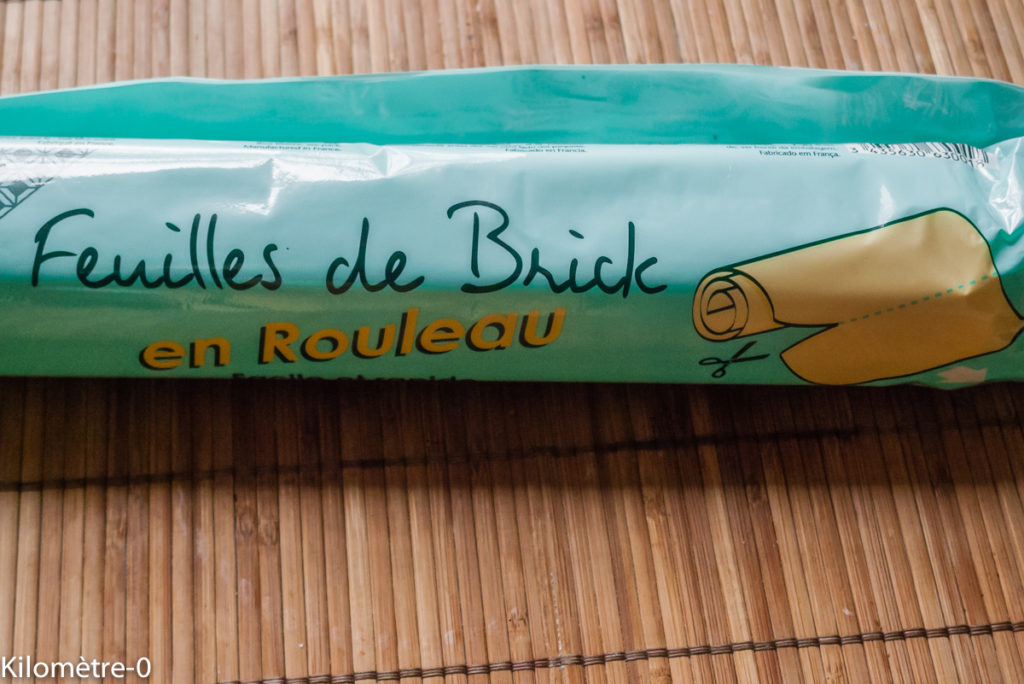 Manufactured in France.
Fabricado en Francia.
Fabricado em França.
Feuilles de Brick
en Rouleau
Kilomètre-0